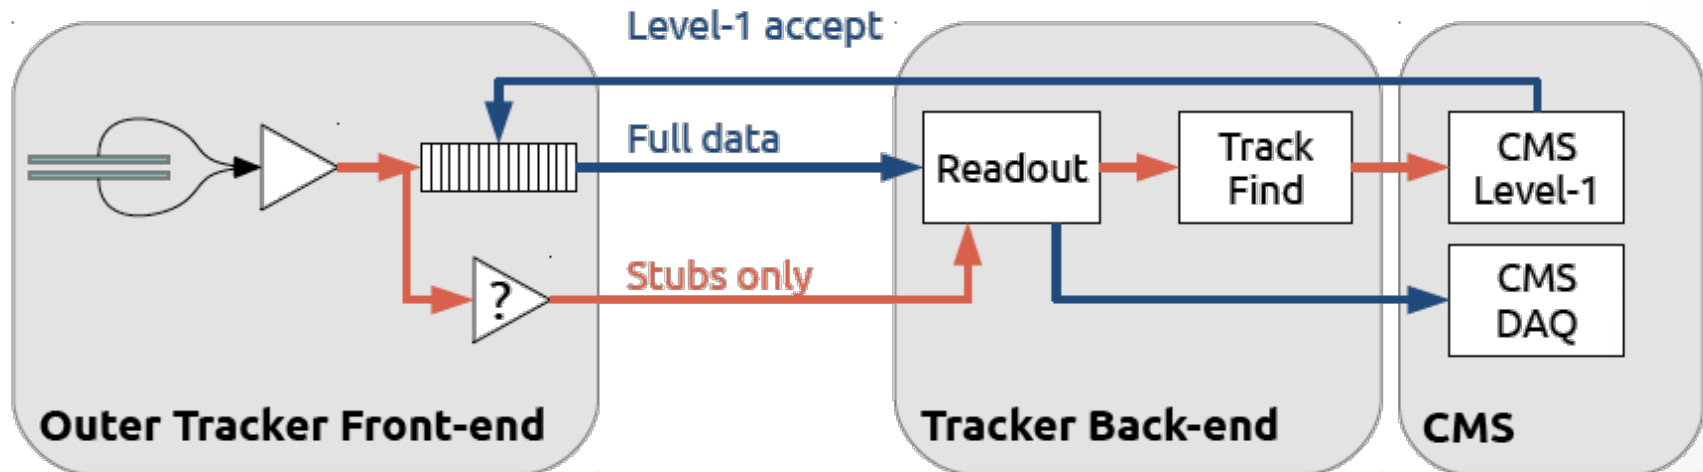 Level-1 accept
Full data
Readout
Track
Find
CMS
Level-1
?
Stubs only
CMS
DAQ
Outer Tracker Front-end
Tracker Back-end
CMS